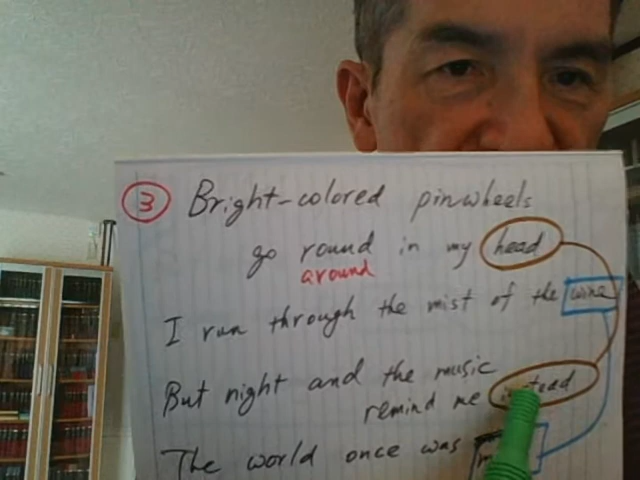 3 Bright-colored pinwheels
go round in my head
around
I run through the mist of the wine
But night and the music
remind me instead
The world once was